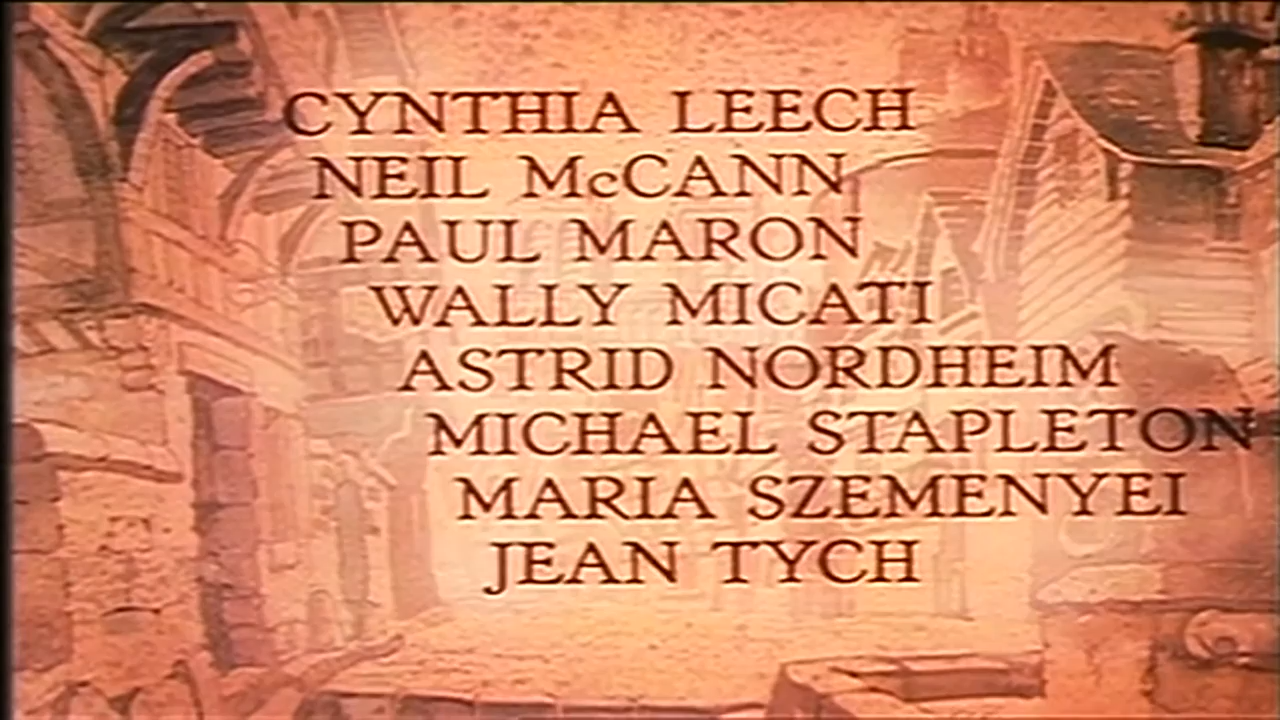 CYNTHIA LEECH
NEIL McCANN
PAUL MARON
WALLY MICATI
ASTRID NORDHEIM
MICHAEL STAPLETON
MARIA SZEMENYEI
JEAN TYCH